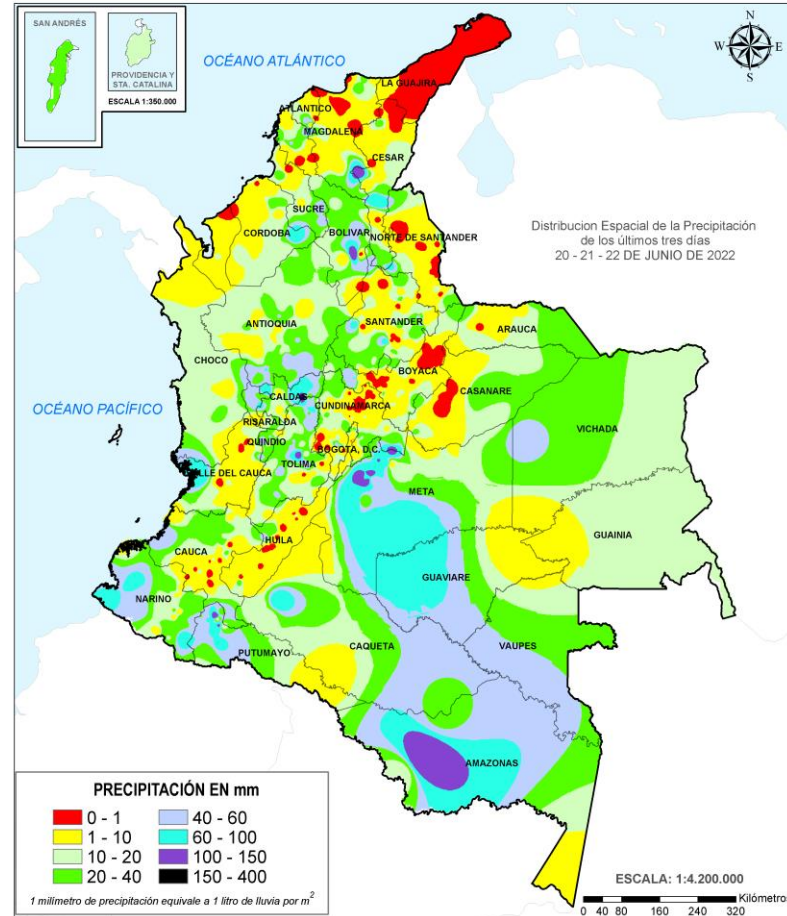 SAN ANDRÉS
PROVIDENCIA Y
STA. CATALINA
ESCALA 1:350.000
OCÉANO ATLÁNTICO
N
W
E
S
LA GUAJIRA
ATLANTICO
MAGDALENA
CESAR
SUCRE
CORDOBA
BOLIVAR
NORTE DE SANTANDER
Distribucion Espacial de la Precipitación
de los últimos tres días
20 - 21 - 22 DE JUNIO DE 2022
ANTIOQUIA
SANTANDER
ARAUCA
CHOCO
BOYACA
CASANARE
OCÉANO PACÍFICO
CALDAS
CUNDINAMARCA
VICHADA
RISARALDA
QUINDIO
BOGOTA, D.C.
TOLIMA
VALLE DEL CAUCA
META
GUAINIA
HUILA
CAUCA
GUAVIARE
NARINO
CAQUETA
VAUPES
PUTUMAYO
AMAZONAS
PRECIPITACIÓN EN mm
0 - 1
40 - 60
1 - 10
60 - 100
10 - 20
100 - 150
20 - 40
150 - 400
1 milímetro de precipitación equivale a 1 litro de lluvia por m²
ESCALA: 1:4.200.000
Kilómetros
0 40 80 160 240 320